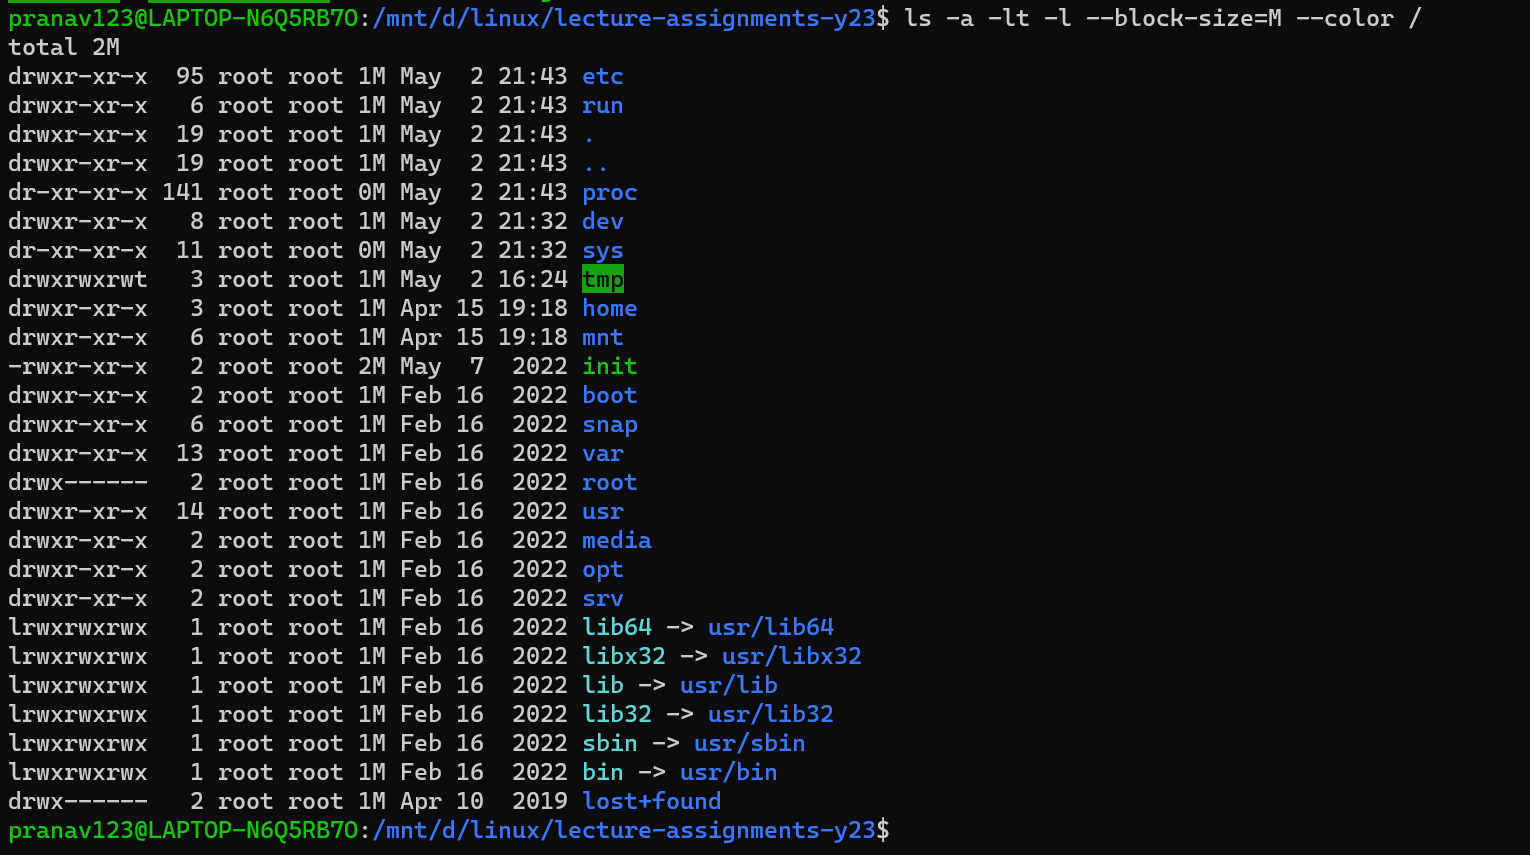 pranav123@LAPTOP-N6Q5RB7O:/mnt/d/linux/lecture-assignments-y23$ ls -a -lt -l --block-size=M --color /
total 2M
drwxr-xr-x  95 root root 1M May  2 21:43 etc
drwxr-xr-x   6 root root 1M May  2 21:43 run
drwxr-xr-x  19 root root 1M May  2 21:43 .
drwxr-xr-x  19 root root 1M May  2 21:43 ..
dr-xr-xr-x 141 root root 0M May  2 21:43 proc
drwxr-xr-x   8 root root 1M May  2 21:32 dev
dr-xr-xr-x  11 root root 0M May  2 21:32 sys
drwxrwxrwt   3 root root 1M May  2 16:24 tmp
drwxr-xr-x   3 root root 1M Apr 15 19:18 home
drwxr-xr-x   6 root root 1M Apr 15 19:18 mnt
-rwxr-xr-x   2 root root 2M May  7  2022 init
drwxr-xr-x   2 root root 1M Feb 16  2022 boot
drwxr-xr-x   6 root root 1M Feb 16  2022 snap
drwxr-xr-x  13 root root 1M Feb 16  2022 var
drwx------   2 root root 1M Feb 16  2022 root
drwxr-xr-x  14 root root 1M Feb 16  2022 usr
drwxr-xr-x   2 root root 1M Feb 16  2022 media
drwxr-xr-x   2 root root 1M Feb 16  2022 opt
drwxr-xr-x   2 root root 1M Feb 16  2022 srv
lrwxrwxrwx   1 root root 1M Feb 16  2022 lib64 -> usr/lib64
lrwxrwxrwx   1 root root 1M Feb 16  2022 libx32 -> usr/libx32
lrwxrwxrwx   1 root root 1M Feb 16  2022 lib -> usr/lib
lrwxrwxrwx   1 root root 1M Feb 16  2022 lib32 -> usr/lib32
lrwxrwxrwx   1 root root 1M Feb 16  2022 sbin -> usr/sbin
lrwxrwxrwx   1 root root 1M Feb 16  2022 bin -> usr/bin
drwx------   2 root root 1M Apr 10  2019 lost+found
pranav123@LAPTOP-N6Q5RB7O:/mnt/d/linux/lecture-assignments-y23$